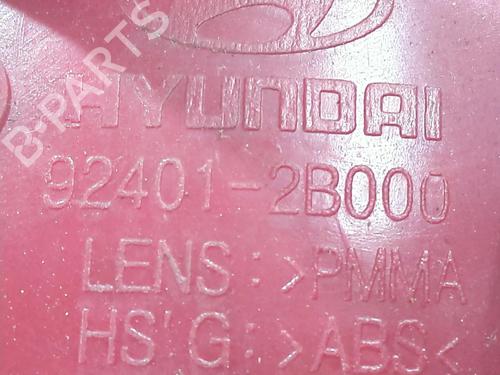 B-PARTS
HYUNDAI
92401-2B000
LENS: >PMMA
HS'G: >ABS<